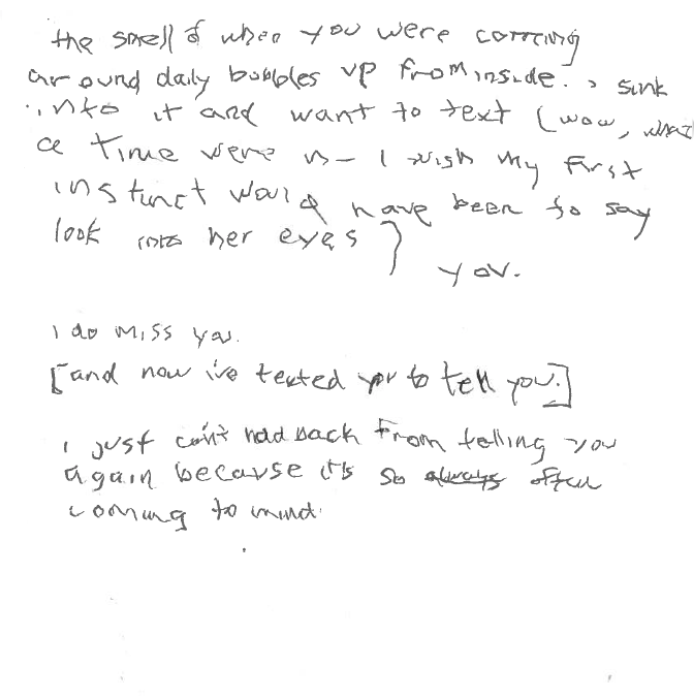 the smell of when you were coming
around daily bubbles up from inside. i sink
into it and want to text (wow, what
a time we're in - I wish my first
instinct would have been to say
look into her eyes)
you.
i do miss you.
[and now i've texted you to tell you.]
i just can't hold back from telling you
again because it's so always often
coming to mind.